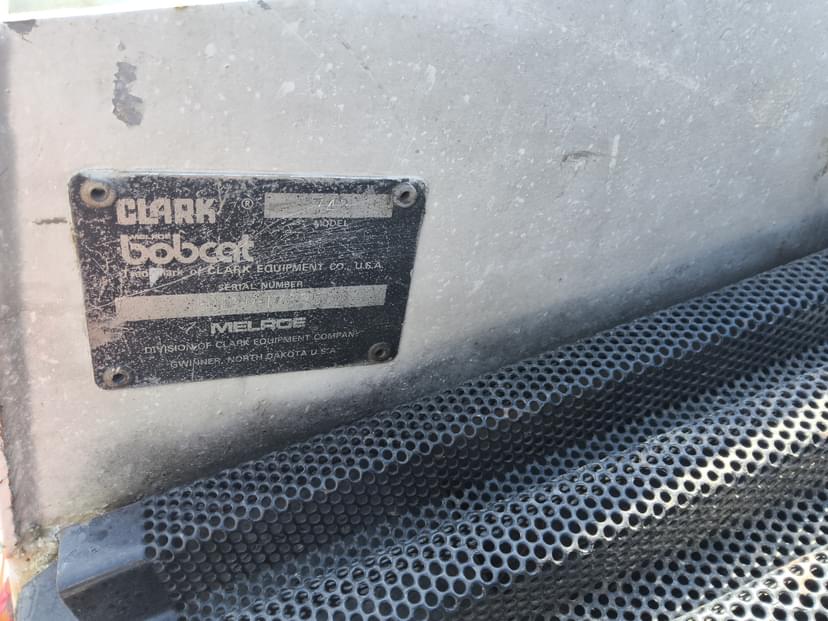 CLARK ®
MODEL
MELROE
bobcat
Trademark of CLARK EQUIPMENT CO., U.S.A.
SERIAL NUMBER
MELROE
DIVISION OF CLARK EQUIPMENT COMPANY
GWINNER, NORTH DAKOTA U.S.A.